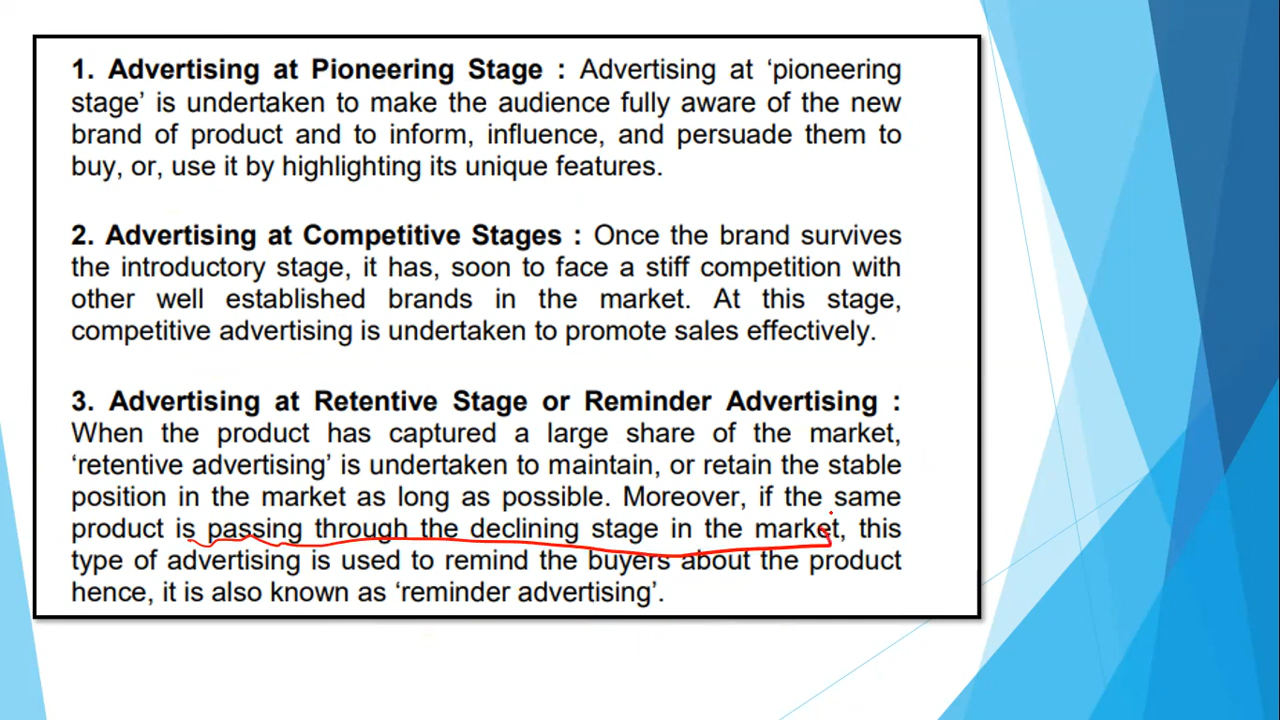 1. Advertising at Pioneering Stage : Advertising at ‘pioneering
stage’ is undertaken to make the audience fully aware of the new
brand of product and to inform, influence, and persuade them to
buy, or, use it by highlighting its unique features.
2. Advertising at Competitive Stages : Once the brand survives
the introductory stage, it has, soon to face a stiff competition with
other well established brands in the market. At this stage,
competitive advertising is undertaken to promote sales effectively.
3. Advertising at Retentive Stage or Reminder Advertising :
When the product has captured a large share of the market,
‘retentive advertising’ is undertaken to maintain, or retain the stable
position in the market as long as possible. Moreover, if the same
product is passing through the declining stage in the market, this
type of advertising is used to remind the buyers about the product
hence, it is also known as ‘reminder advertising’.